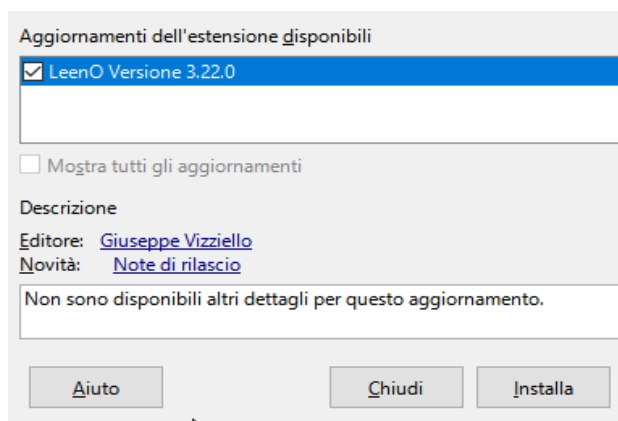 Aggiornamenti dell'estensione disponibili
LeenO Versione 3.22.0
Mostra tutti gli aggiornamenti
Descrizione
Editore: Giuseppe Vizziello
Novità: Note di rilascio
Non sono disponibili altri dettagli per questo aggiornamento.
Aiuto Chiudi Installa